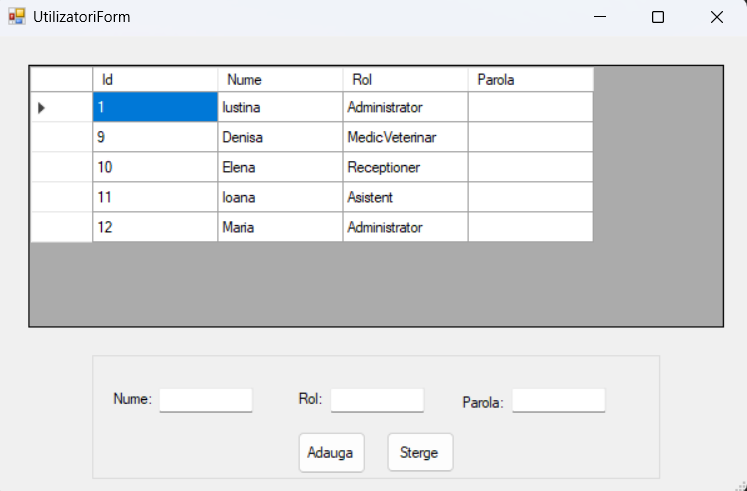 UtilizatoriForm
Id Nume Rol Parola
1 Iustina Administrator
9 Denisa MedicVeterinar
10 Elena Receptioner
11 Ioana Asistent
12 Maria Administrator
Nume: Rol: Parola:
Adauga Sterge